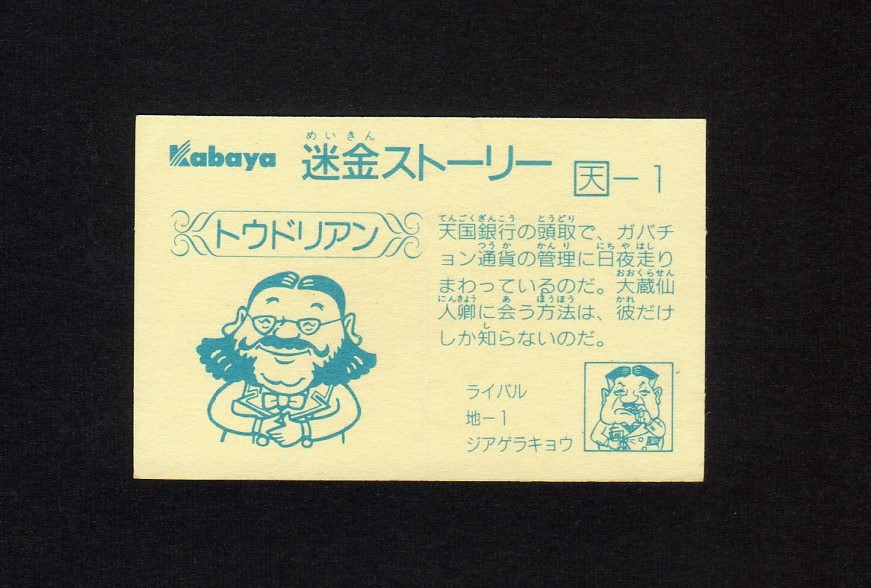 Kabaya
めいきん
迷金ストーリー
天－1
トウドリアン
てんごくぎんこう とうどり
天国銀行の頭取で、ガバチ
つうか かんり にちやはし
ョン通貨の管理に日夜走り
おおくらせん
まわっているのだ。大蔵仙
にんきょう あ ほうほう かれ
人卿に会う方法は、彼だけ
し
しか知らないのだ。
ライバル
地－1
ジアゲラキョウ